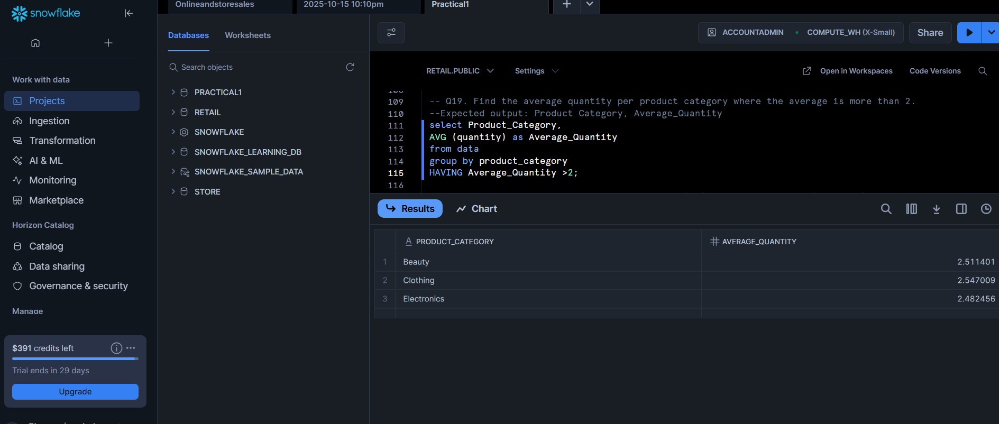 snowflake
Work with data
Projects
Ingestion
Transformation
AI & ML
Monitoring
Marketplace
Horizon Catalog
Catalog
Data sharing
Governance & security
Manage
$391 credits left
Trial ends in 29 days
Upgrade
Onlineandstoresales
2025-10-15 10:10pm
Practical1
Databases
Worksheets
Search objects
PRACTICAL1
RETAIL
SNOWFLAKE
SNOWFLAKE_LEARNING_DB
SNOWFLAKE_SAMPLE_DATA
STORE
ACCOUNTADMIN
COMPUTE_WH (X-Small)
Share
RETAIL.PUBLIC
Settings
Open in Workspaces
Code Versions
109 -- Q19. Find the average quantity per product category where the average is more than 2.
110 --Expected output: Product Category, Average_Quantity
111 select Product_Category,
112 AVG (quantity) as Average_Quantity
113 from data
114 group by product_category
115 HAVING Average_Quantity >2;
116
Results
Chart
PRODUCT_CATEGORY AVERAGE_QUANTITY
1 Beauty 2.511401
2 Clothing 2.547009
3 Electronics 2.482456